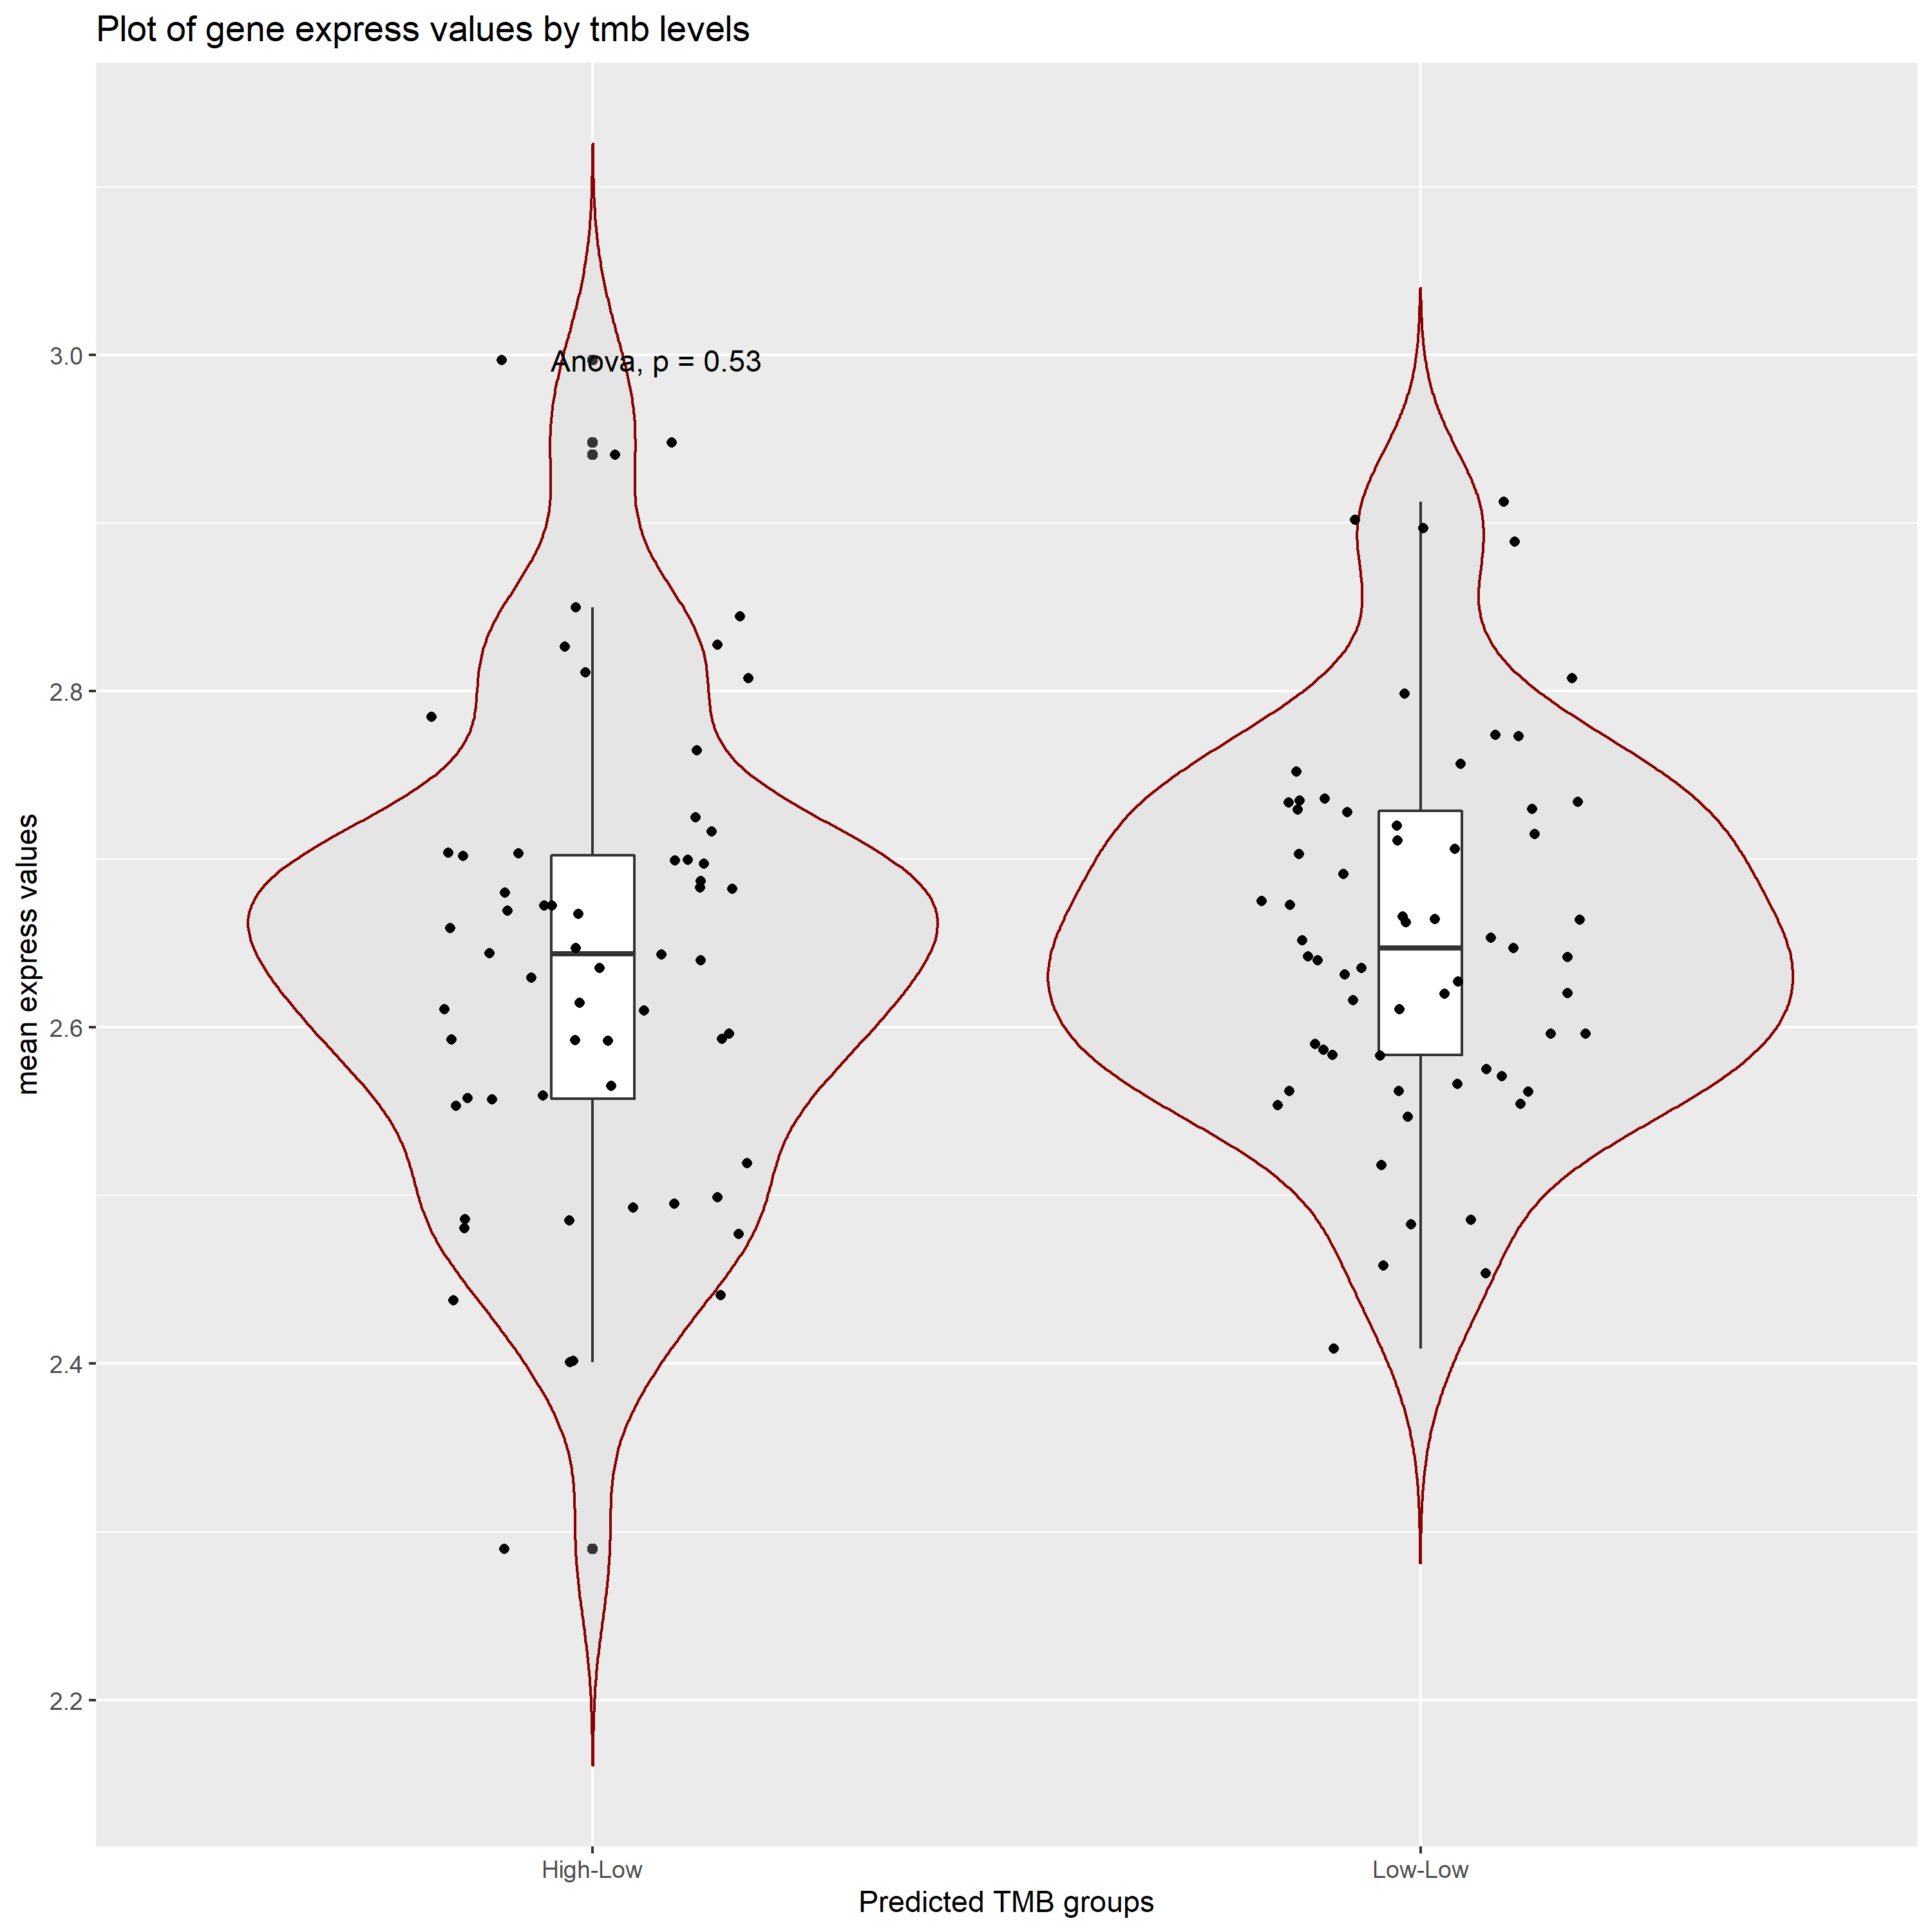 Plot of gene express values by tmb levels
mean express values
3.0
2.8
2.6
2.4
2.2
Anova, p = 0.53
High-Low
Low-Low
Predicted TMB groups